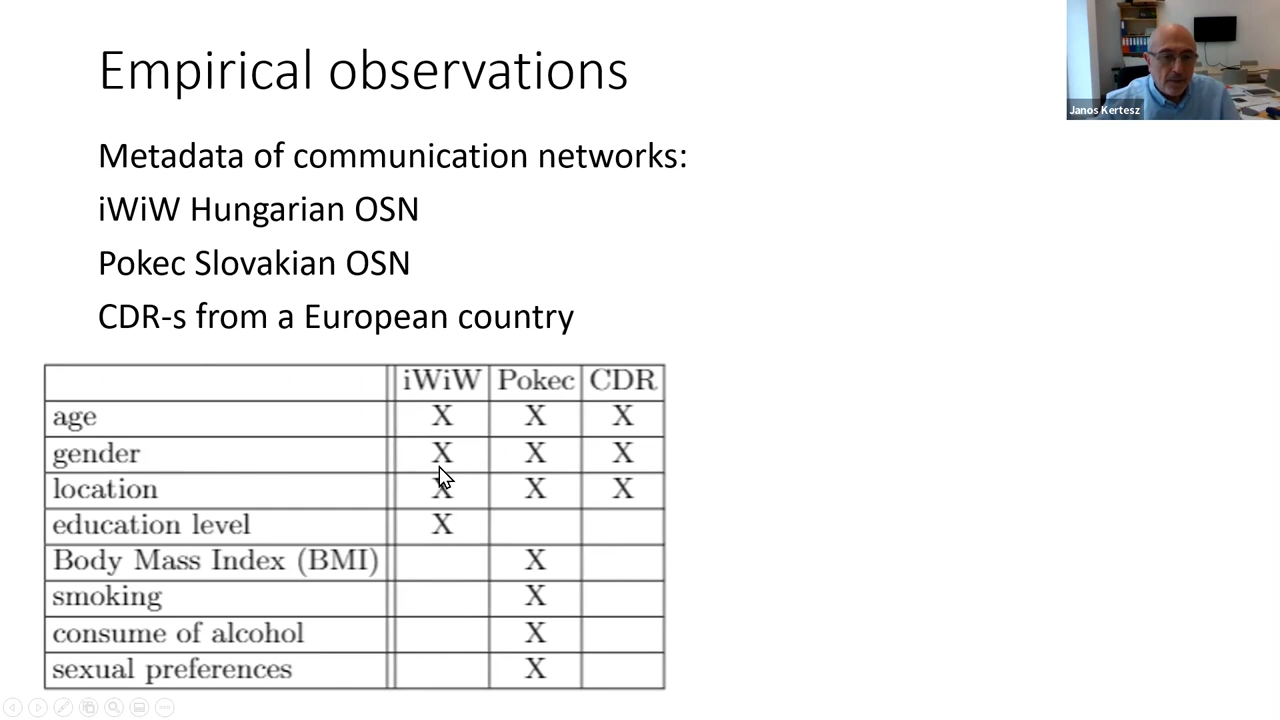 Empirical observations
Janos Kertesz
Metadata of communication networks:
iWiW Hungarian OSN
Pokec Slovakian OSN
CDR-s from a European country
iWiW Pokec CDR
age X X X
gender X X X
location X X X
education level X
Body Mass Index (BMI) X
smoking X
consume of alcohol X
sexual preferences X